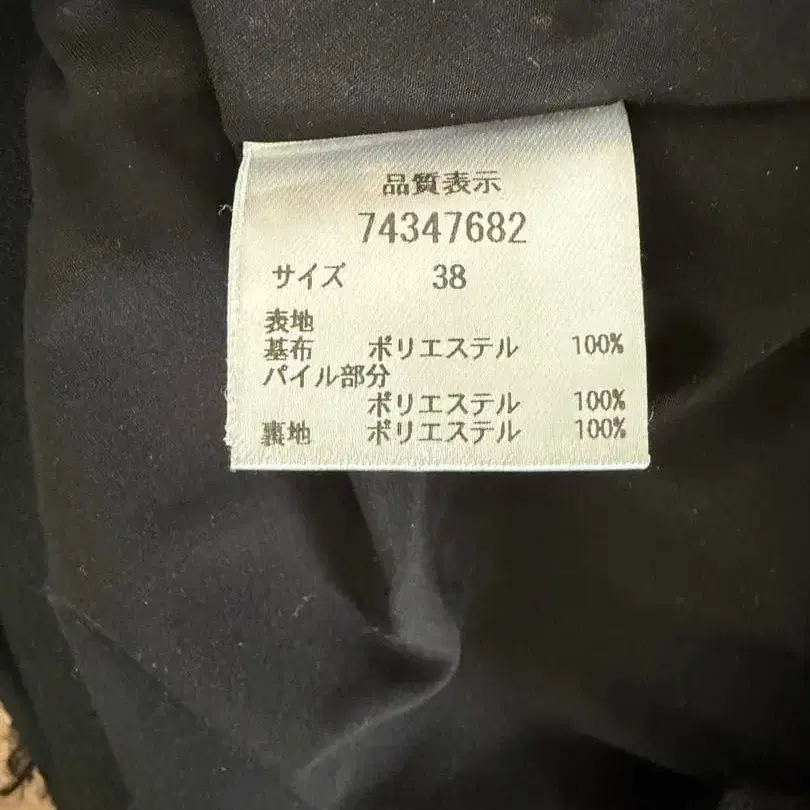 品質表示
74347682
サイズ 38
表地
基布 ポリエステル 100%
パイル部分
ポリエステル 100%
裏地 ポリエステル 100%